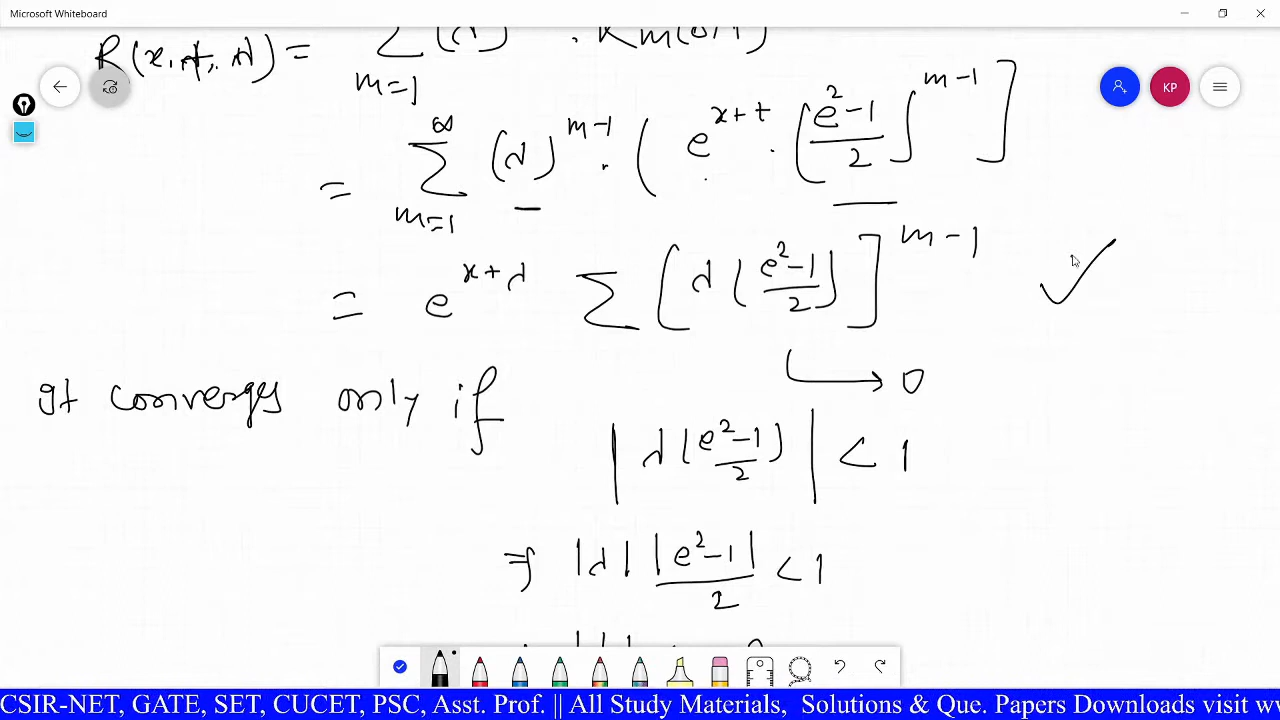 Microsoft Whiteboard
R(x,t,λ) = Σ (λ) . Km(x,t)
m=1
KP
= ∞ Σ m=1 (λ)^{m-1} . ( e^{x+t} . [ (e^2-1)/2 ]^{m-1} ]
= e^{x+λ} Σ [ λ ( (e^2-1)/2 ) ]^{m-1} ✓
→ 0
It converges only if
| λ ( (e^2-1)/2 ) | < 1
⇒ |λ| |e^2-1|/2 < 1
CSIR-NET, GATE, SET, CUCET, PSC, Asst. Prof. || All Study Materials, Solutions & Que. Papers Downloads visit w